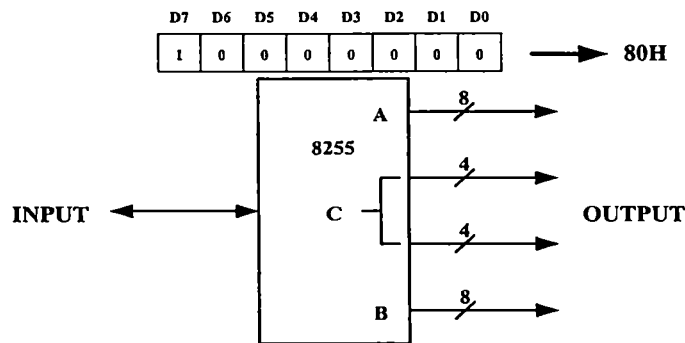 D7 D6 D5 D4 D3 D2 D1 D0
1 0 0 0 0 0 0 0 80H
A 8
8255
4
INPUT C OUTPUT
4
B 8